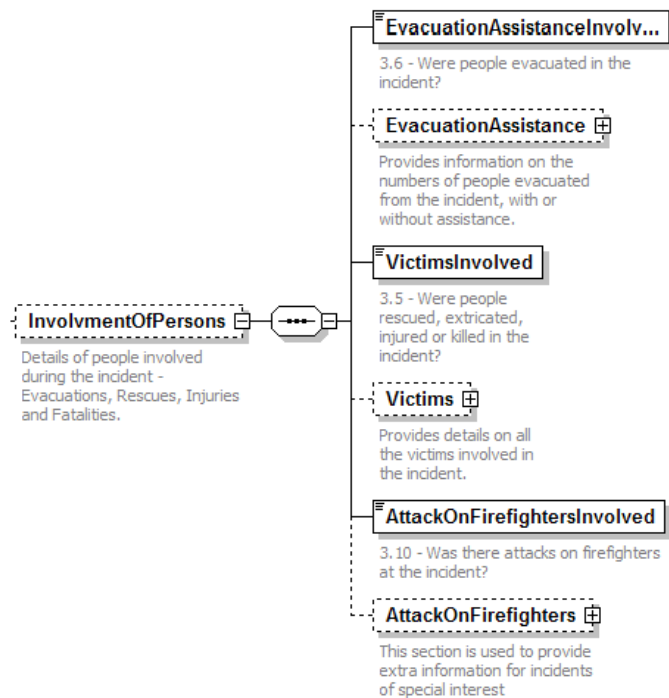 EvacuationAssistanceInvolv...
3.6 - Were people evacuated in the
incident?
EvacuationAssistance
Provides information on the
numbers of people evacuated
from the incident, with or
without assistance.
VictimsInvolved
3.5 - Were people
rescued, extricated,
injured or killed in the
incident?
InvolvmentOfPersons
Details of people involved
during the incident -
Evacuations, Rescues, Injuries
and Fatalities.
Victims
Provides details on all
the victims involved in
the incident.
AttackOnFirefightersInvolved
3.10 - Was there attacks on firefighters
at the incident?
AttackOnFirefighters
This section is used to provide
extra information for incidents
of special interest